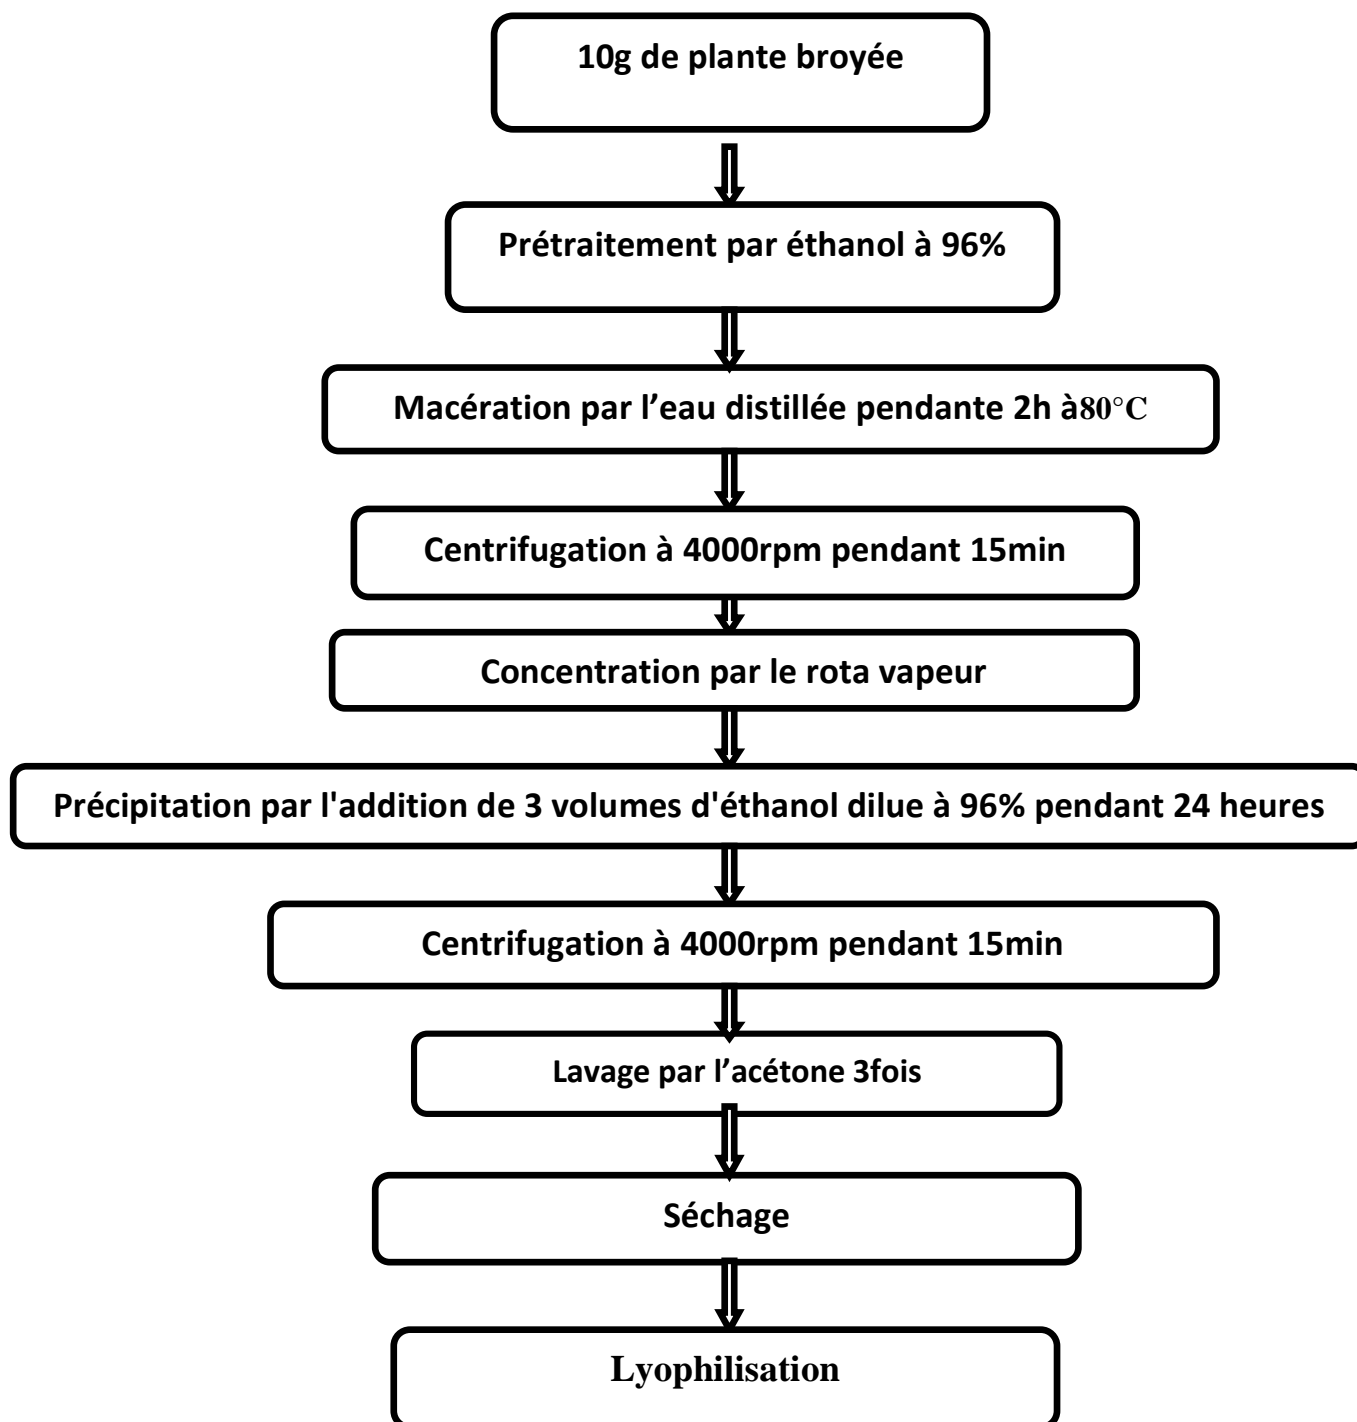 10g de plante broyée
Prétraitement par éthanol à 96%
Macération par l’eau distillée pendante 2h à80°C
Centrifugation à 4000rpm pendant 15min
Concentration par le rota vapeur
Précipitation par l'addition de 3 volumes d'éthanol dilue à 96% pendant 24 heures
Centrifugation à 4000rpm pendant 15min
Lavage par l’acétone 3fois
Séchage
Lyophilisation